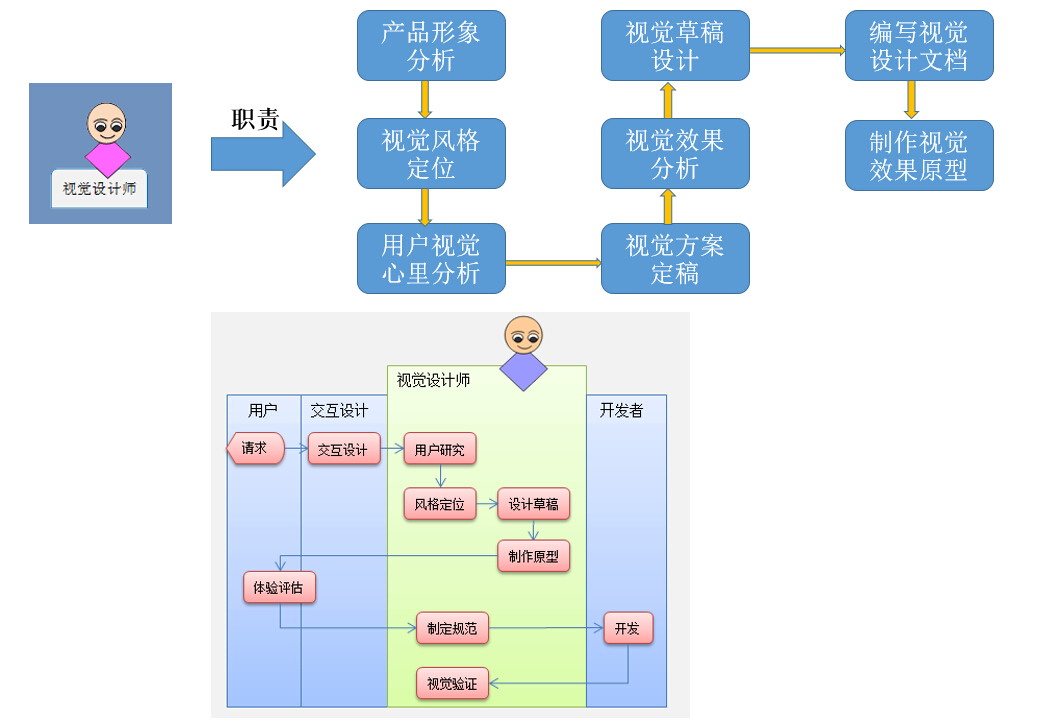 视觉设计师
职责
产品形象
分析
视觉风格
定位
用户视觉
心里分析
视觉方案
定稿
视觉效果
分析
视觉草稿
设计
编写视觉
设计文档
制作视觉
效果原型
视觉设计师
用户
交互设计
开发者
请求
交互设计
用户研究
风格定位
设计草稿
制作原型
体验评估
制定规范
开发
视觉验证